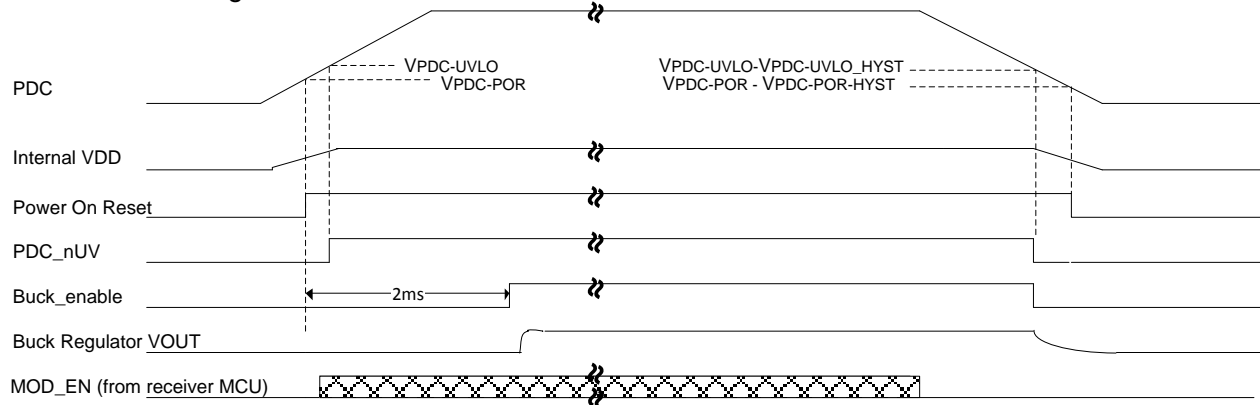 VPDC-UVLO
VPDC-UVLO-VPDC-UVLO_HYST
VPDC-POR
VPDC-POR - VPDC-POR-HYST
PDC
Internal VDD
Power On Reset
PDC_nUV
Buck_enable
2ms
Buck Regulator VOUT
MOD_EN (from receiver MCU)